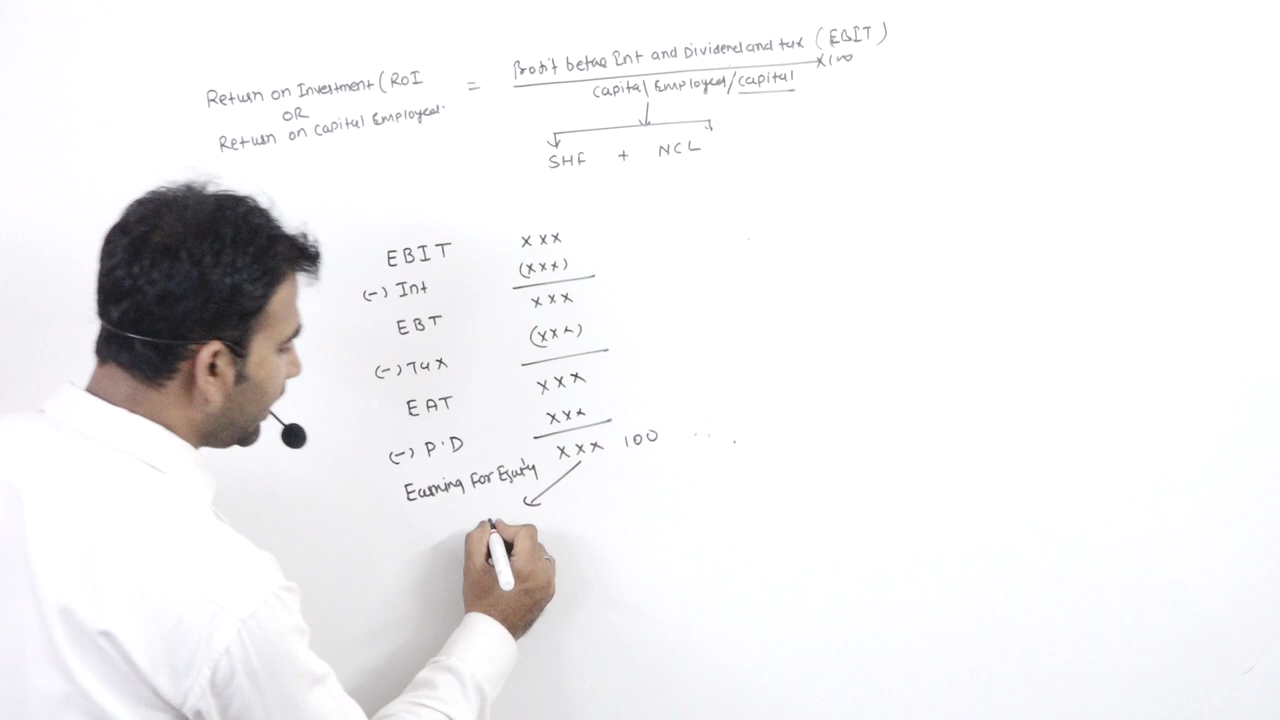 Return on Investment (ROI
OR
Return on Capital Employed.
=
Profit before Int and Dividend and tax (EBIT)
Capital Employed/capital
X100
SHF + NCL
EBIT XXX
(-) Int (XXX)
EBT XXX
(-) Tax (XXX)
EAT XXX
(-) P.D XXX
Earning For Equity XXX 100